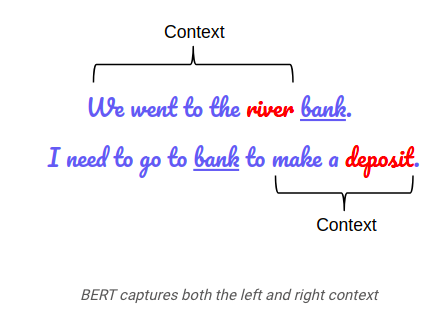 Context
We went to the river bank.
I need to go to bank to make a deposit.
Context
BERT captures both the left and right context